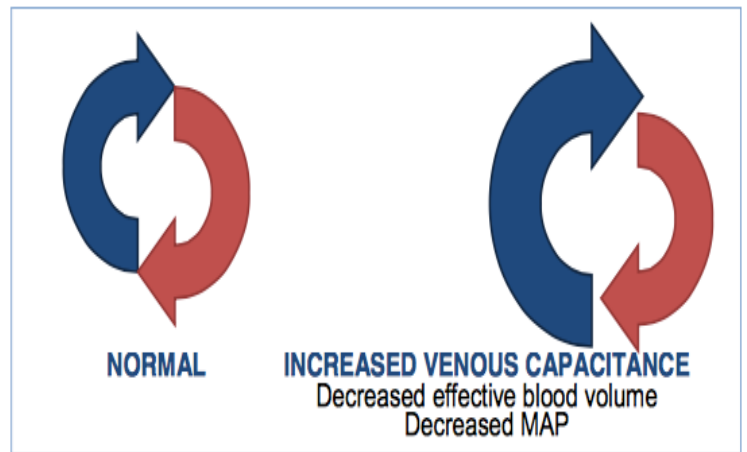 NORMAL
INCREASED VENOUS CAPACITANCE
Decreased effective blood volume
Decreased MAP